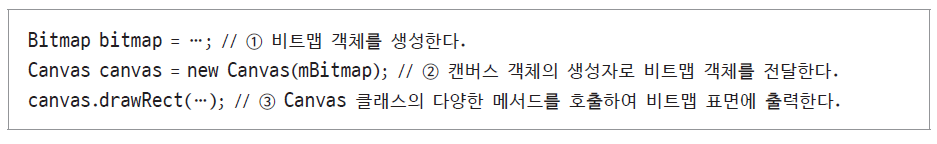 Bitmap bitmap = …; // ① 비트맵 객체를 생성한다.
Canvas canvas = new Canvas(mBitmap); // ② 캔버스 객체의 생성자로 비트맵 객체를 전달한다.
canvas.drawRect(…); // ③ Canvas 클래스의 다양한 메서드를 호출하여 비트맵 표면에 출력한다.